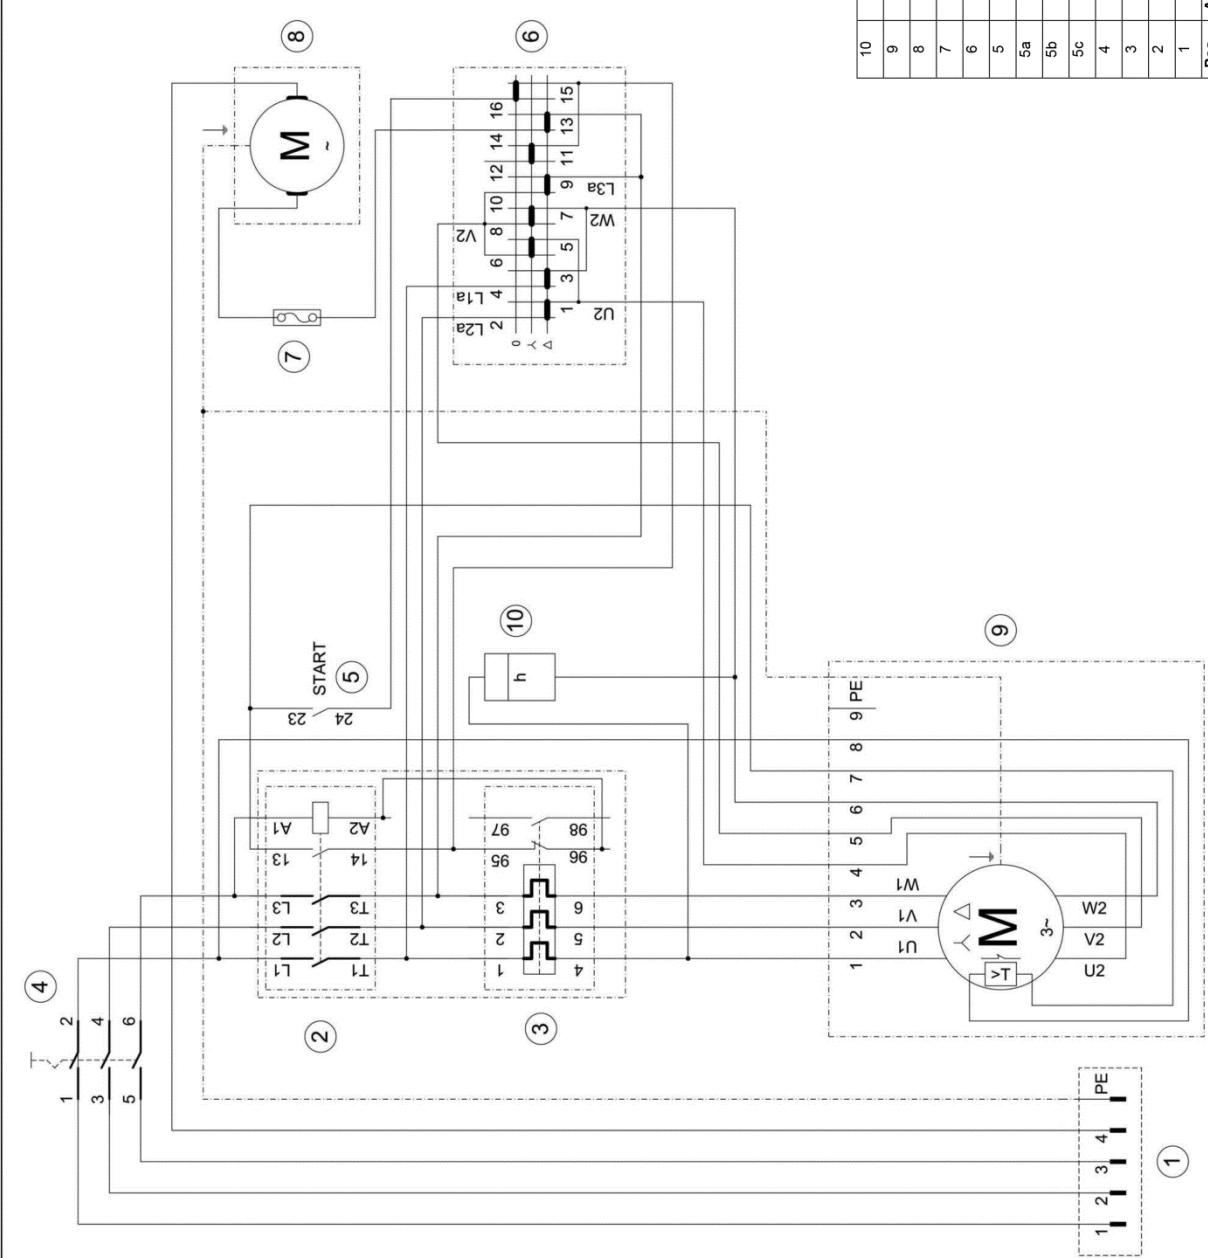 8
6
M
~
7
16 14 12 10 8 6 4 2
V2
L1a
L2a
15 13 11 9 7 5 3 1
L3a
W2
U2
0
10
9
8
7
6
5
5a
5b
5c
4
3
2
1
START
5
23
24
10
h
9
4
2
4
6
1
3
5
A1
A2
13
14
L3
T3
L2
T2
L1
T1
2
97
98
95
96
3
6
2
5
1
4
3
PE
9
8
7
6
5
4
3
2
1
W1
V1
U1
M
3~
>T
W2
V2
U2
PE
4
3
2
1
1